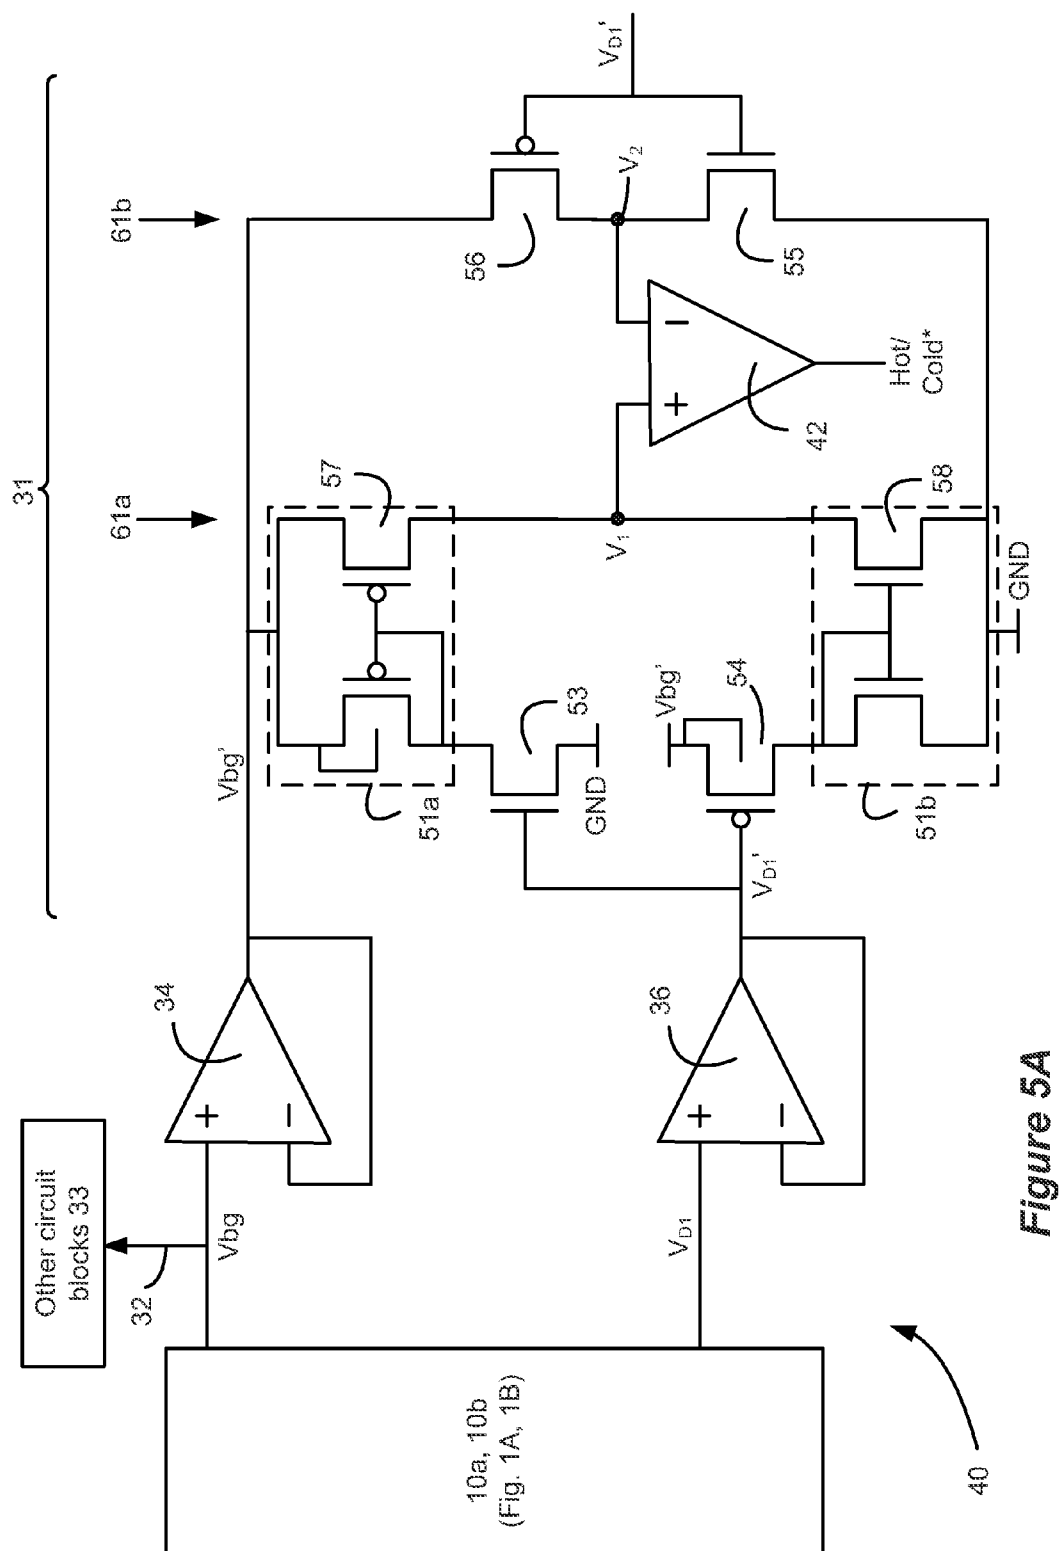 31
61a
61b
Other circuit
blocks 33
32
Vbg
34
+
−
Vbg'
51a
57
V1
+
−
42
Hot/
Cold*
56
V2
55
VD1'
53
GND
Vbg'
54
58
51b
GND
10a, 10b
(Fig. 1A, 1B)
VD1
36
+
−
VD1'
40
Figure 5A